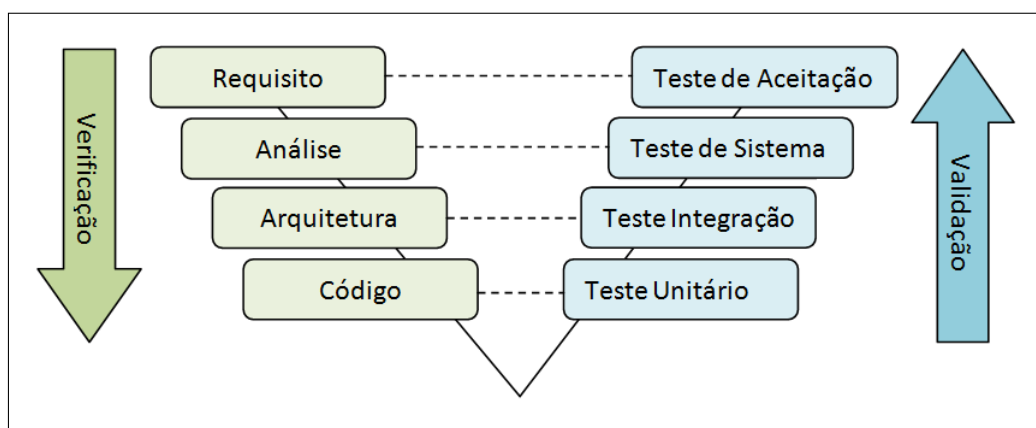 Verificação
Requisito
Teste de Aceitação
Análise
Teste de Sistema
Arquitetura
Teste Integração
Código
Teste Unitário
Validação